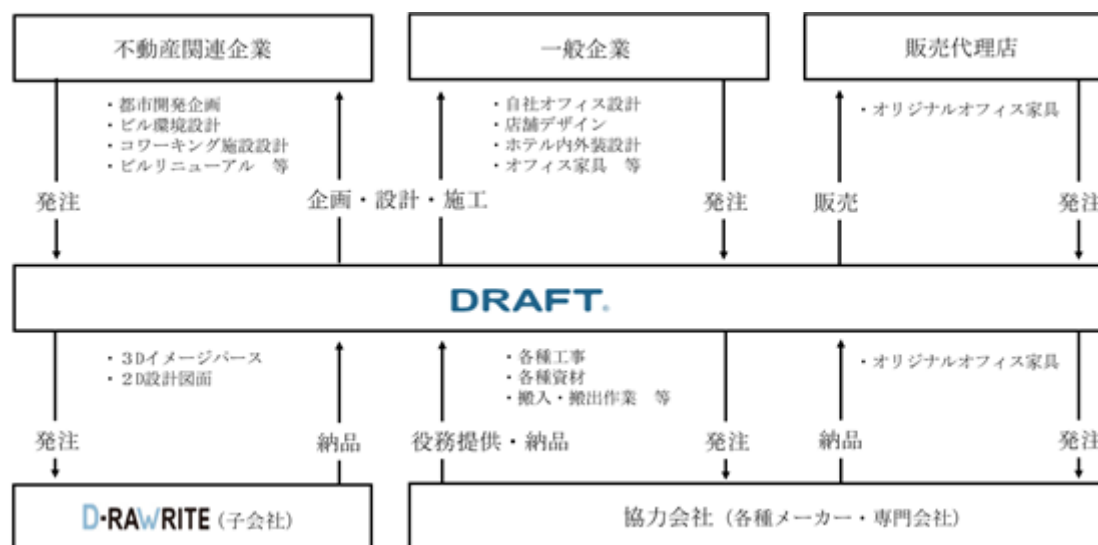 不動産関連企業
一般企業
販売代理店
・都市開発企画
・ビル環境設計
・コワーキング施設設計
・ビルリニューアル 等
・自社オフィス設計
・店舗デザイン
・ホテル内外装設計
・オフィス家具 等
・オリジナルオフィス家具
発注
企画・設計・施工
発注
販売
発注
DRAFT.
・3Dイメージパース
・2D設計図面
・各種工事
・各種資材
・搬入・搬出作業 等
・オリジナルオフィス家具
発注
納品
役務提供・納品
発注
納品
発注
D・RAWRITE(子会社)
協力会社(各種メーカー・専門会社)